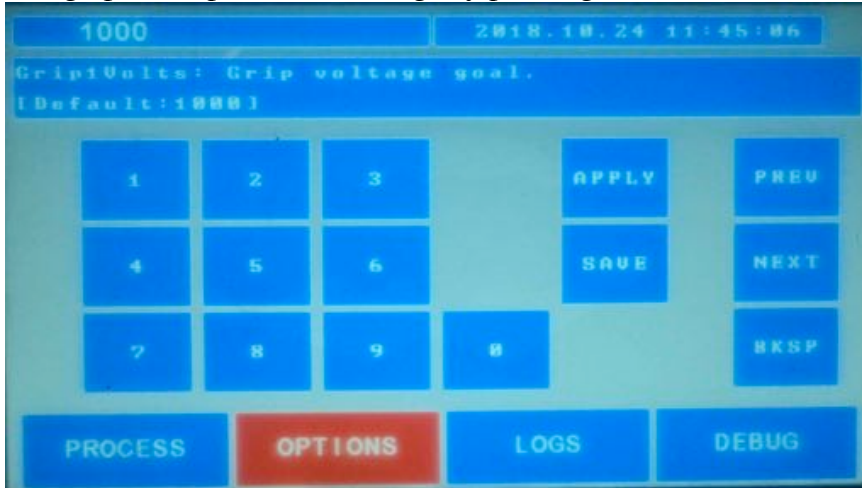 1000 2018.10.24 11:45:06
Grip1Volts: Grip voltage goal.
[Default:1000]
1 2 3 APPLY PREV
4 5 6 SAVE NEXT
7 8 9 0 BKSP
PROCESS OPTIONS LOGS DEBUG